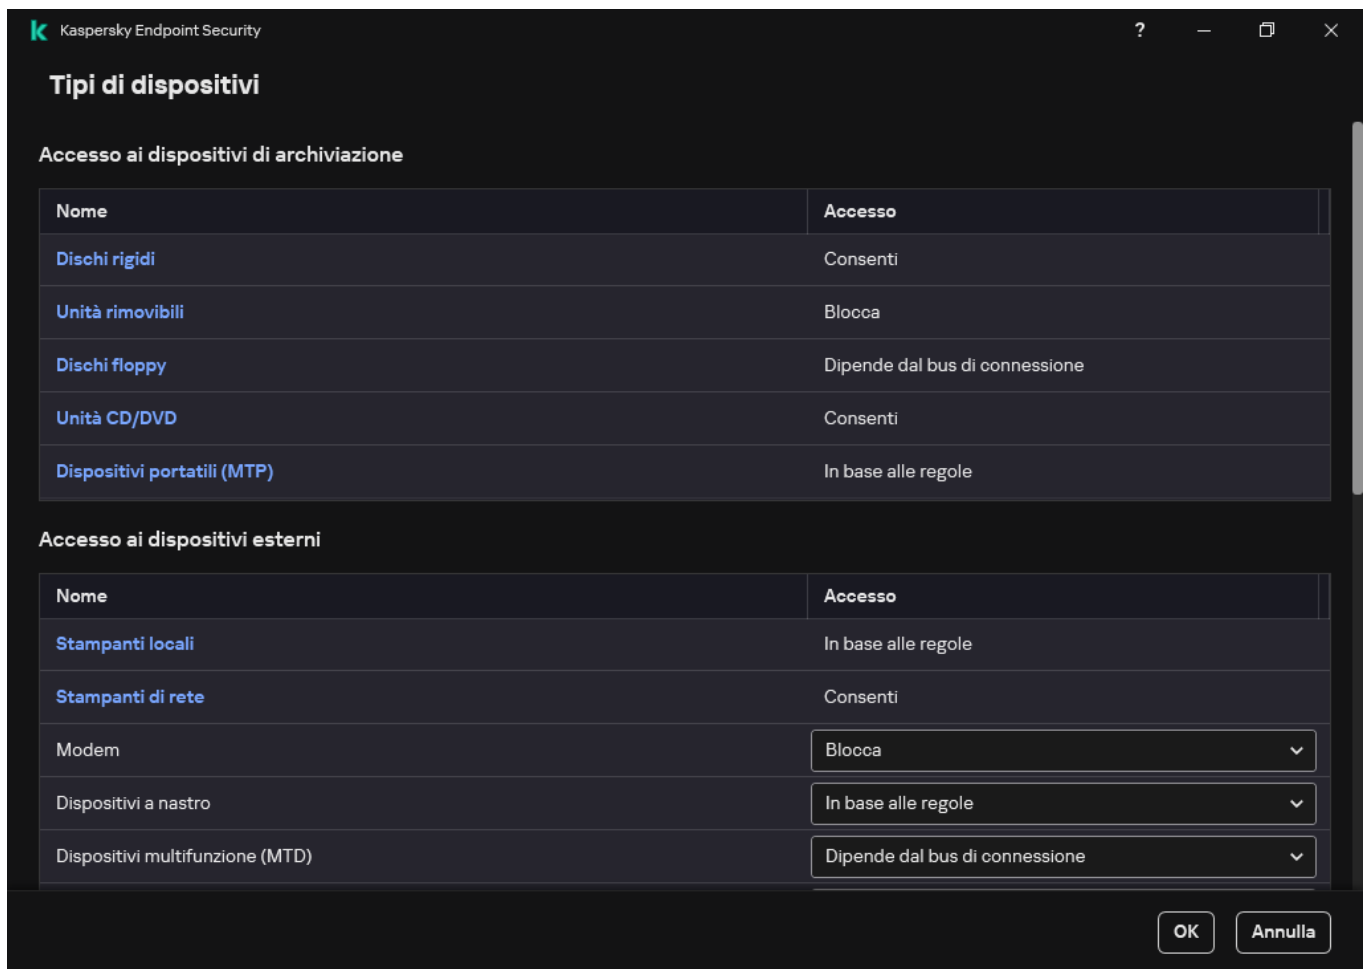 Kaspersky Endpoint Security ?
Tipi di dispositivi
Accesso ai dispositivi di archiviazione
Nome Accesso
Dischi rigidi Consenti
Unità rimovibili Blocca
Dischi floppy Dipende dal bus di connessione
Unità CD/DVD Consenti
Dispositivi portatili (MTP) In base alle regole
Accesso ai dispositivi esterni
Nome Accesso
Stampanti locali In base alle regole
Stampanti di rete Consenti
Modem Blocca
Dispositivi a nastro In base alle regole
Dispositivi multifunzione (MTD) Dipende dal bus di connessione
OK Annulla